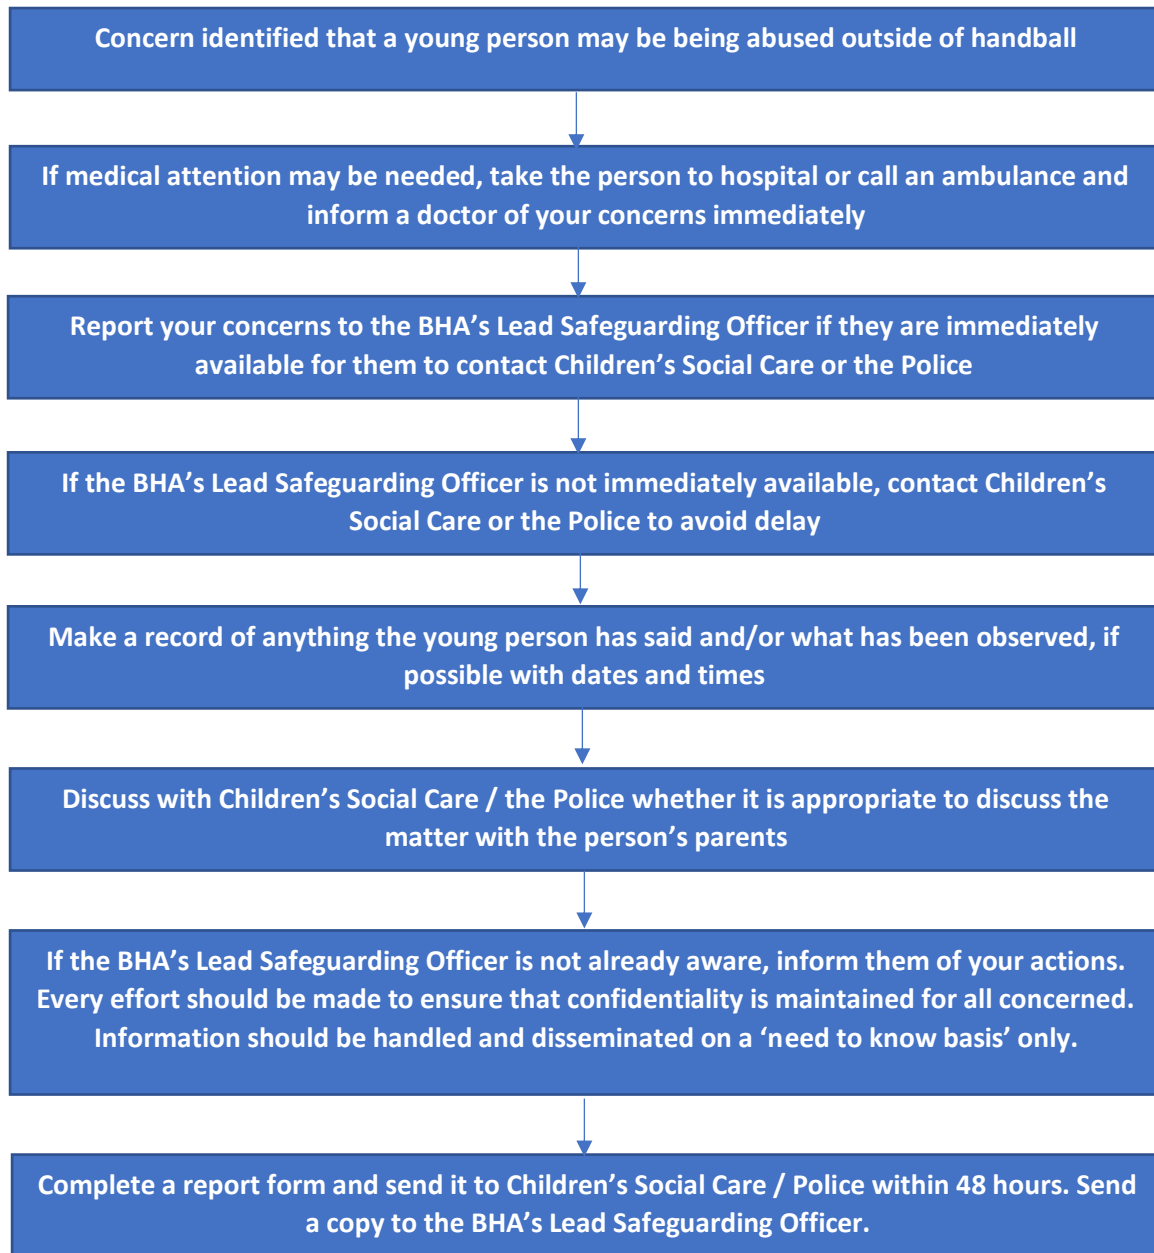 Concern identified that a young person may be being abused outside of handball
If medical attention may be needed, take the person to hospital or call an ambulance and
inform a doctor of your concerns immediately
Report your concerns to the BHA’s Lead Safeguarding Officer if they are immediately
available for them to contact Children’s Social Care or the Police
If the BHA’s Lead Safeguarding Officer is not immediately available, contact Children’s
Social Care or the Police to avoid delay
Make a record of anything the young person has said and/or what has been observed, if
possible with dates and times
Discuss with Children’s Social Care / the Police whether it is appropriate to discuss the
matter with the person’s parents
If the BHA’s Lead Safeguarding Officer is not already aware, inform them of your actions.
Every effort should be made to ensure that confidentiality is maintained for all concerned.
Information should be handled and disseminated on a ‘need to know basis’ only.
Complete a report form and send it to Children’s Social Care / Police within 48 hours. Send
a copy to the BHA’s Lead Safeguarding Officer.